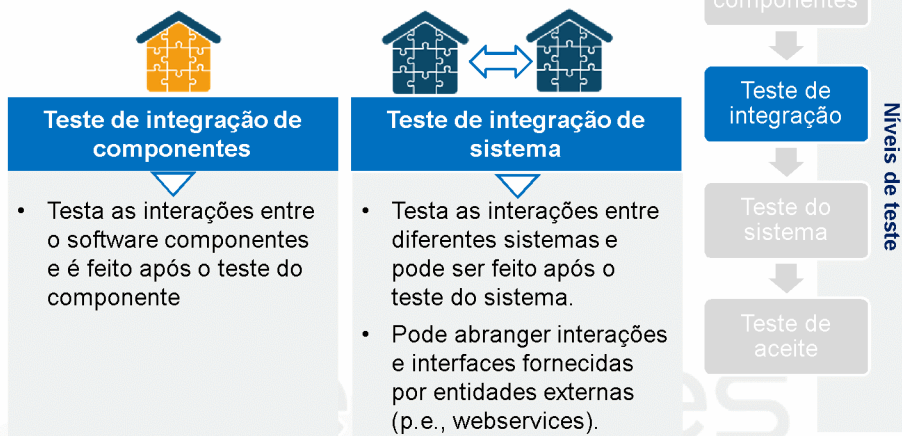 Teste de integração de
componentes
• Testa as interações entre
o software componentes
e é feito após o teste do
componente
Teste de integração de
sistema
• Testa as interações entre
diferentes sistemas e
pode ser feito após o
teste do sistema.
• Pode abranger interações
e interfaces fornecidas
por entidades externas
(p.e., webservices).
componentes
Teste de
integração
Teste do
sistema
Teste de
aceite
Níveis de teste